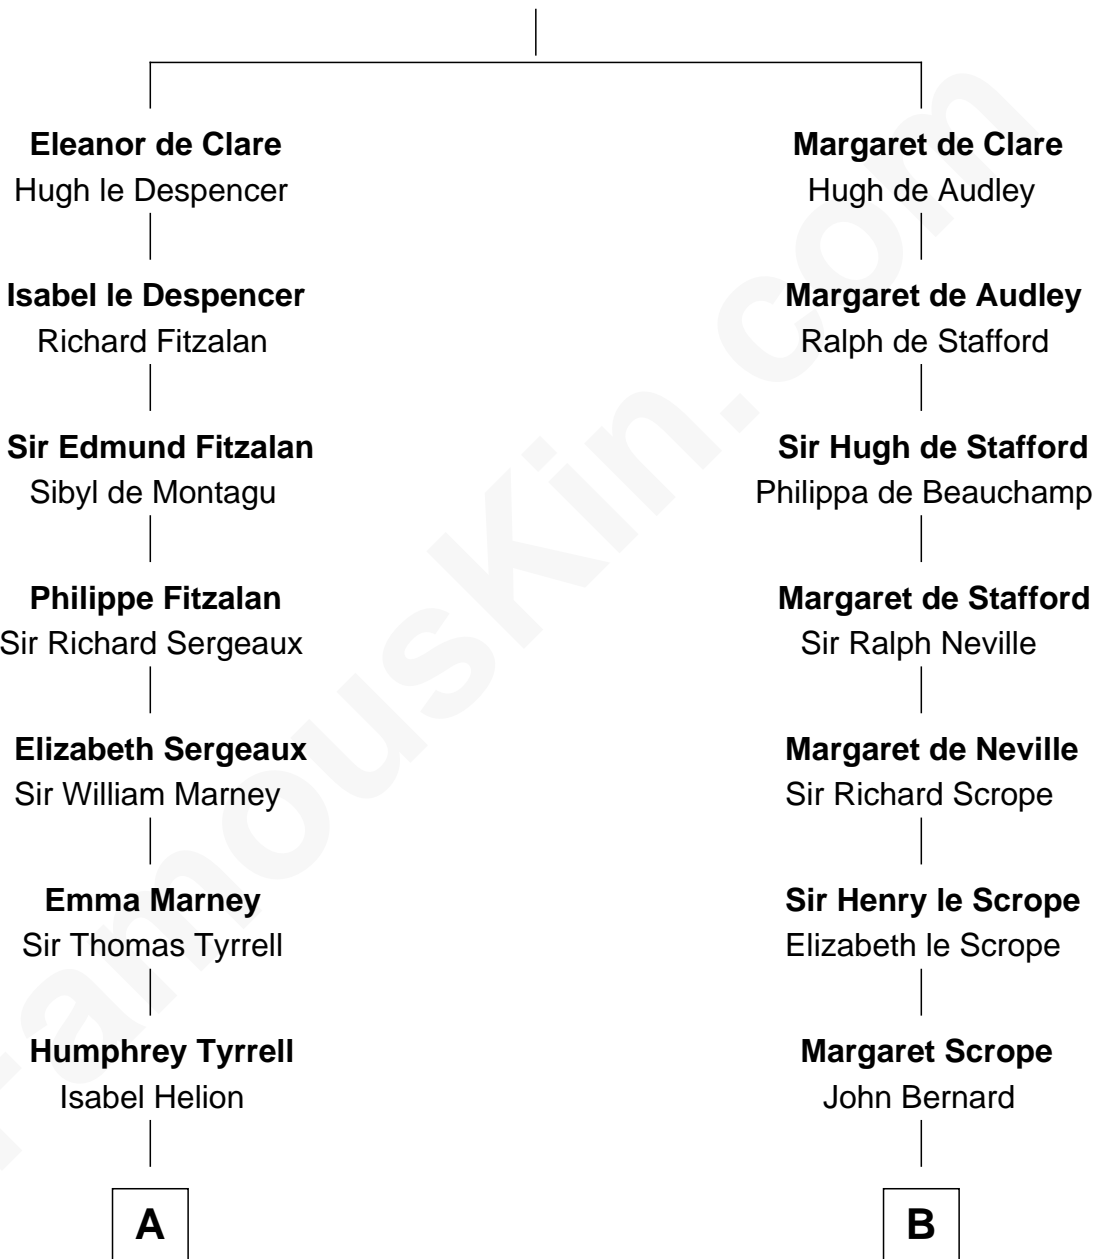 Eleanor de Clare
Hugh le Despencer
Isabel le Despencer
Richard Fitzalan
Sir Edmund Fitzalan
Sibyl de Montagu
Philippe Fitzalan
Sir Richard Sergeaux
Elizabeth Sergeaux
Sir William Marney
Emma Marney
Sir Thomas Tyrrell
Humphrey Tyrrell
Isabel Helion
A
Margaret de Clare
Hugh de Audley
Margaret de Audley
Ralph de Stafford
Sir Hugh de Stafford
Philippa de Beauchamp
Margaret de Stafford
Sir Ralph Neville
Margaret de Neville
Sir Richard Scrope
Sir Henry le Scrope
Elizabeth le Scrope
Margaret Scrope
John Bernard
B
FamousKin.com